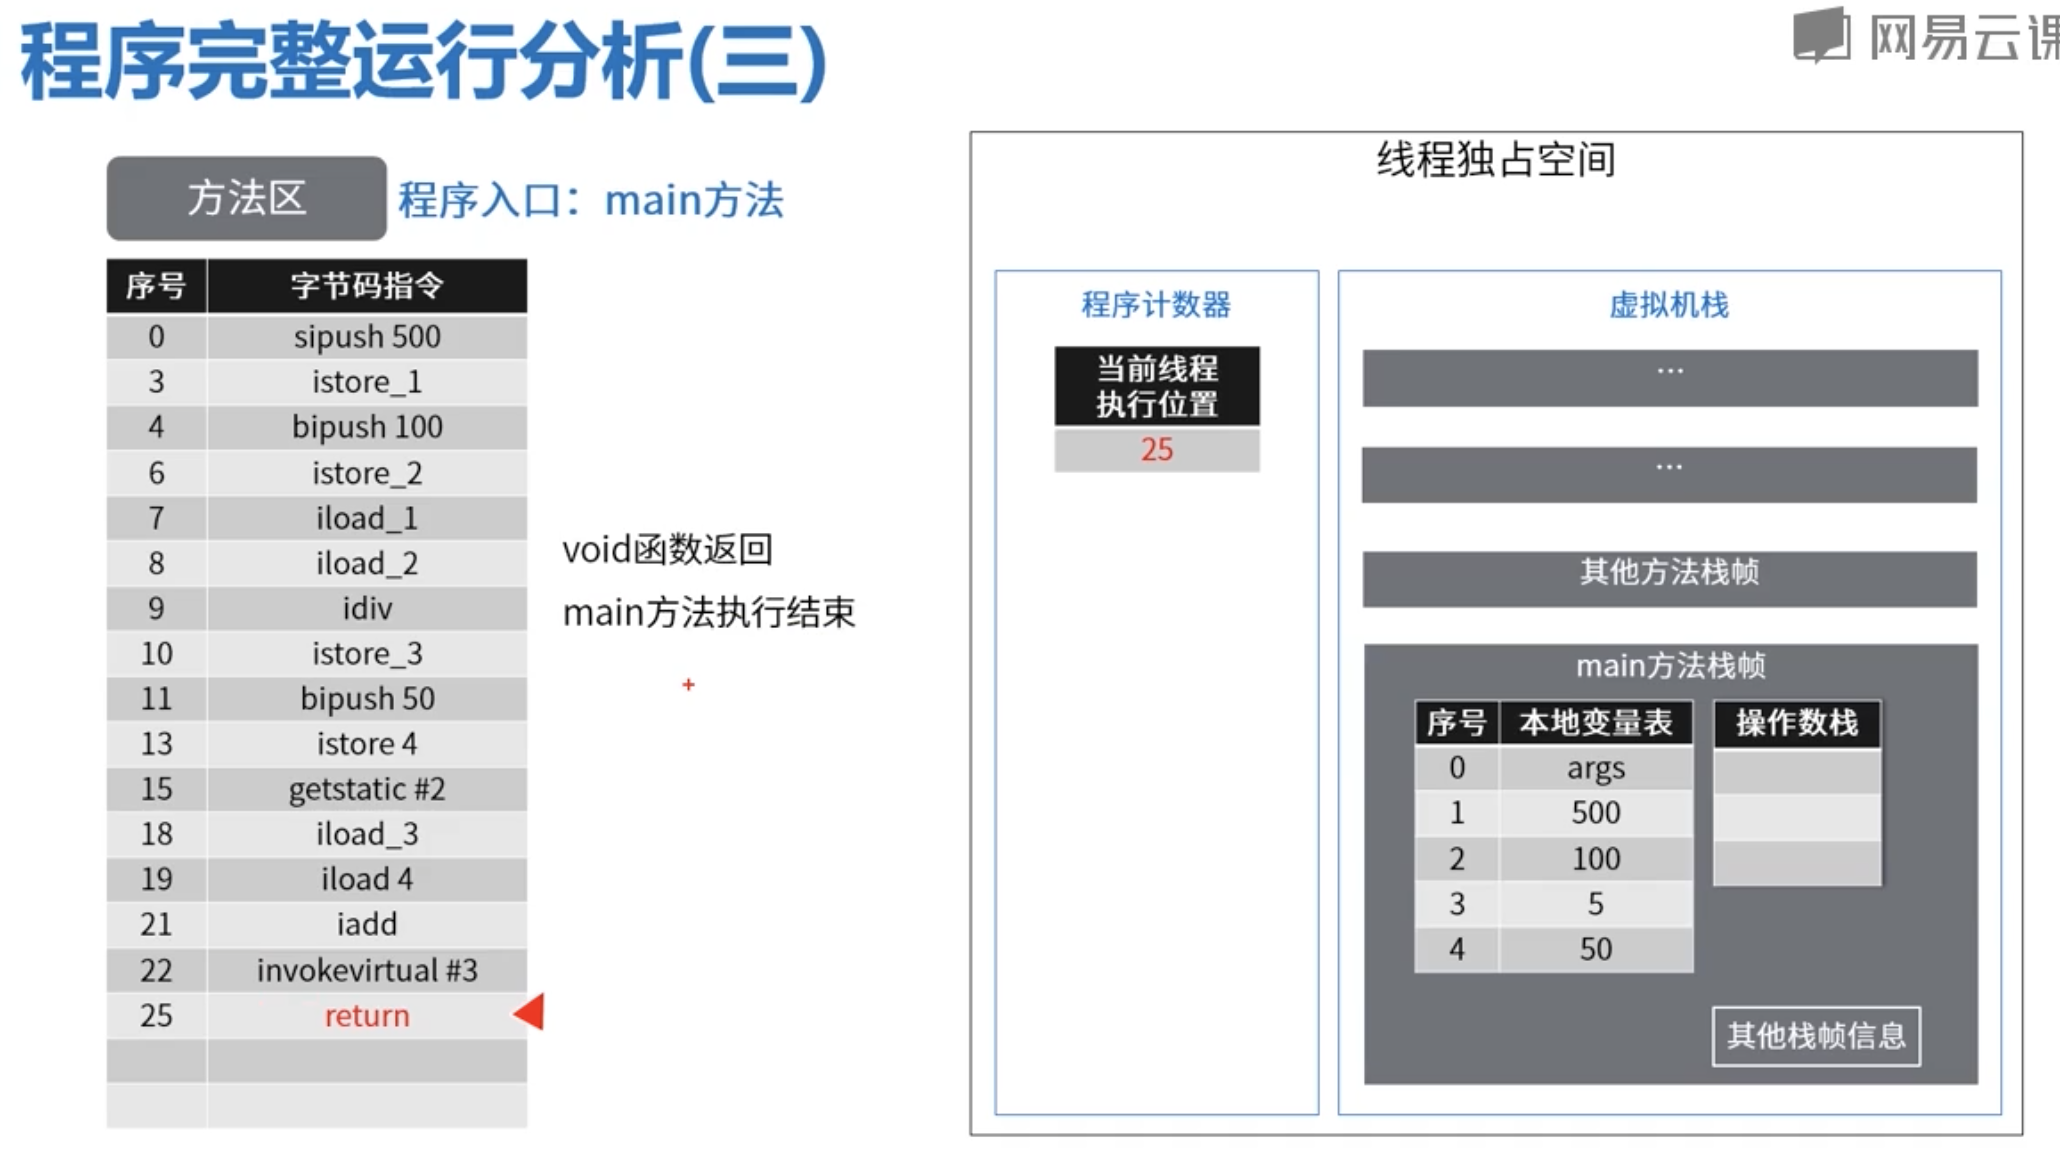 程序完整运行分析(三)
网易云课
方法区
程序入口：main方法
序号 字节码指令
0 sipush 500
3 istore_1
4 bipush 100
6 istore_2
7 iload_1
8 iload_2
9 idiv
10 istore_3
11 bipush 50
13 istore 4
15 getstatic #2
18 iload_3
19 iload 4
21 iadd
22 invokevirtual #3
25 return
void函数返回
main方法执行结束
线程独占空间
程序计数器
当前线程
执行位置
25
虚拟机栈
...
...
其他方法栈帧
main方法栈帧
序号 本地变量表
0 args
1 500
2 100
3 5
4 50
操作数栈
其他栈帧信息